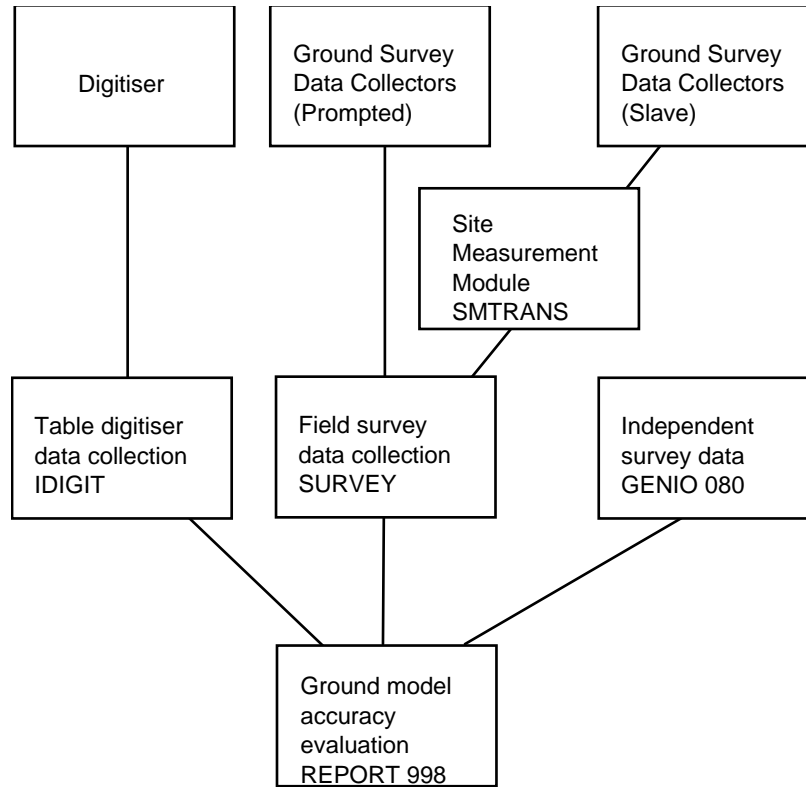 Digitiser
Ground Survey
Data Collectors
(Prompted)
Ground Survey
Data Collectors
(Slave)
Site
Measurement
Module
SMTRANS
Table digitiser
data collection
IDIGIT
Field survey
data collection
SURVEY
Independent
survey data
GENIO 080
Ground model
accuracy
evaluation
REPORT 998